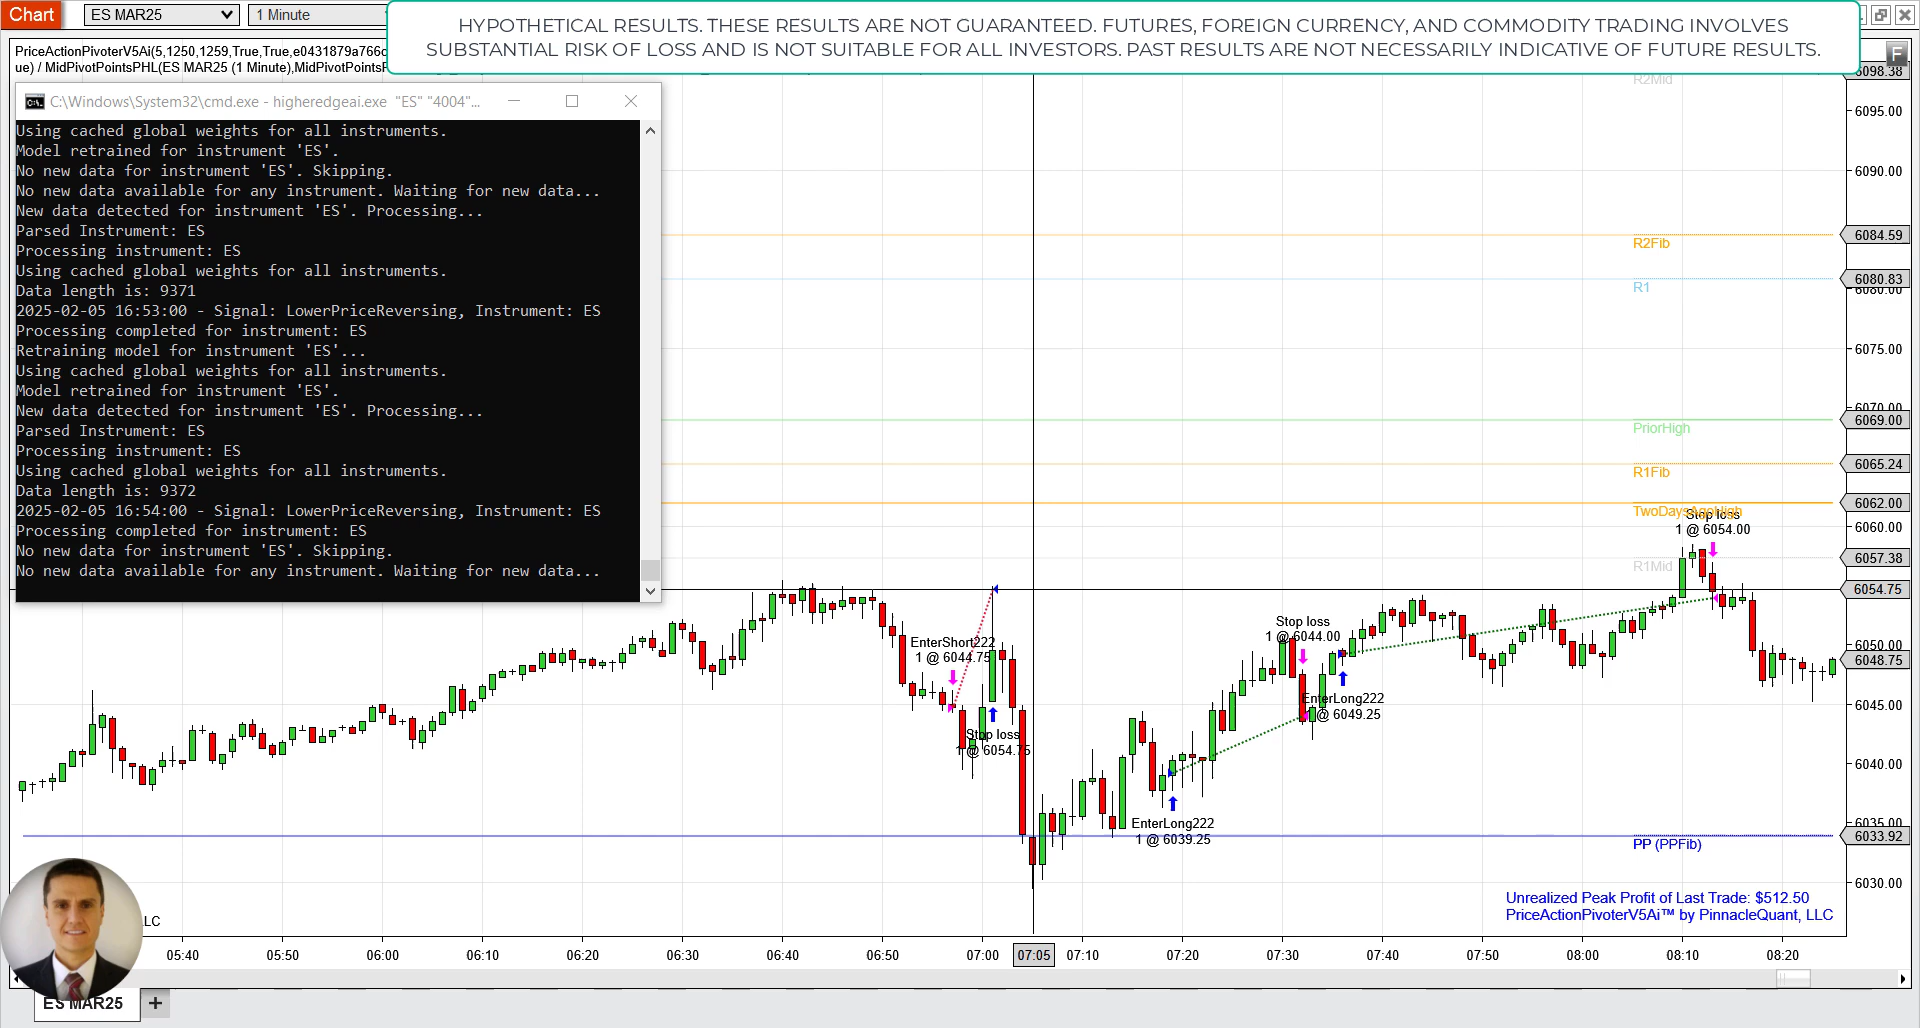 Chart
ES MAR25
1 Minute
HYPOTHETICAL RESULTS. THESE RESULTS ARE NOT GUARANTEED. FUTURES, FOREIGN CURRENCY, AND COMMODITY TRADING INVOLVES
SUBSTANTIAL RISK OF LOSS AND IS NOT SUITABLE FOR ALL INVESTORS. PAST RESULTS ARE NOT NECESSARILY INDICATIVE OF FUTURE RESULTS.
PriceActionPivoterV5Ai(5,1250,1259,True,True,e0431879a766c
ue) / MidPivotPointsPHL(ES MAR25 (1 Minute),MidPivotPointsP
F
C:\Windows\System32\cmd.exe - higheredgeai.exe "ES" "4004"...
Using cached global weights for all instruments.
Model retrained for instrument 'ES'.
No new data for instrument 'ES'. Skipping.
No new data available for any instrument. Waiting for new data...
New data detected for instrument 'ES'. Processing...
Parsed Instrument: ES
Processing instrument: ES
Using cached global weights for all instruments.
Data length is: 9371
2025-02-05 16:53:00 - Signal: LowerPriceReversing, Instrument: ES
Processing completed for instrument: ES
Retraining model for instrument 'ES'...
Using cached global weights for all instruments.
Model retrained for instrument 'ES'.
New data detected for instrument 'ES'. Processing...
Parsed Instrument: ES
Processing instrument: ES
Using cached global weights for all instruments.
Data length is: 9372
2025-02-05 16:54:00 - Signal: LowerPriceReversing, Instrument: ES
Processing completed for instrument: ES
No new data for instrument 'ES'. Skipping.
No new data available for any instrument. Waiting for new data...
R2Mid
R2Fib
R1
PriorHigh
R1Fib
TwoDaysAgoHigh
Stop loss
1 @ 6054.00
R1Mid
EnterShort222
1 @ 6044.75
Stop loss
1 @ 6054.75
Stop loss
1 @ 6044.00
EnterLong222
1 @ 6049.25
EnterLong222
1 @ 6039.25
PP (PPFib)
6098.38
6095.00
6090.00
6084.59
6080.83
6080.00
6075.00
6070.00
6069.00
6065.24
6062.00
6060.00
6057.38
6054.75
6050.00
6048.75
6045.00
6040.00
6035.00
6033.92
6030.00
Unrealized Peak Profit of Last Trade: $512.50
PriceActionPivoterV5Ai™ by PinnacleQuant, LLC
LC
05:40 05:50 06:00 06:10 06:20 06:30 06:40 06:50 07:00 07:05 07:10 07:20 07:30 07:40 07:50 08:00 08:10 08:20
ES MAR25
+